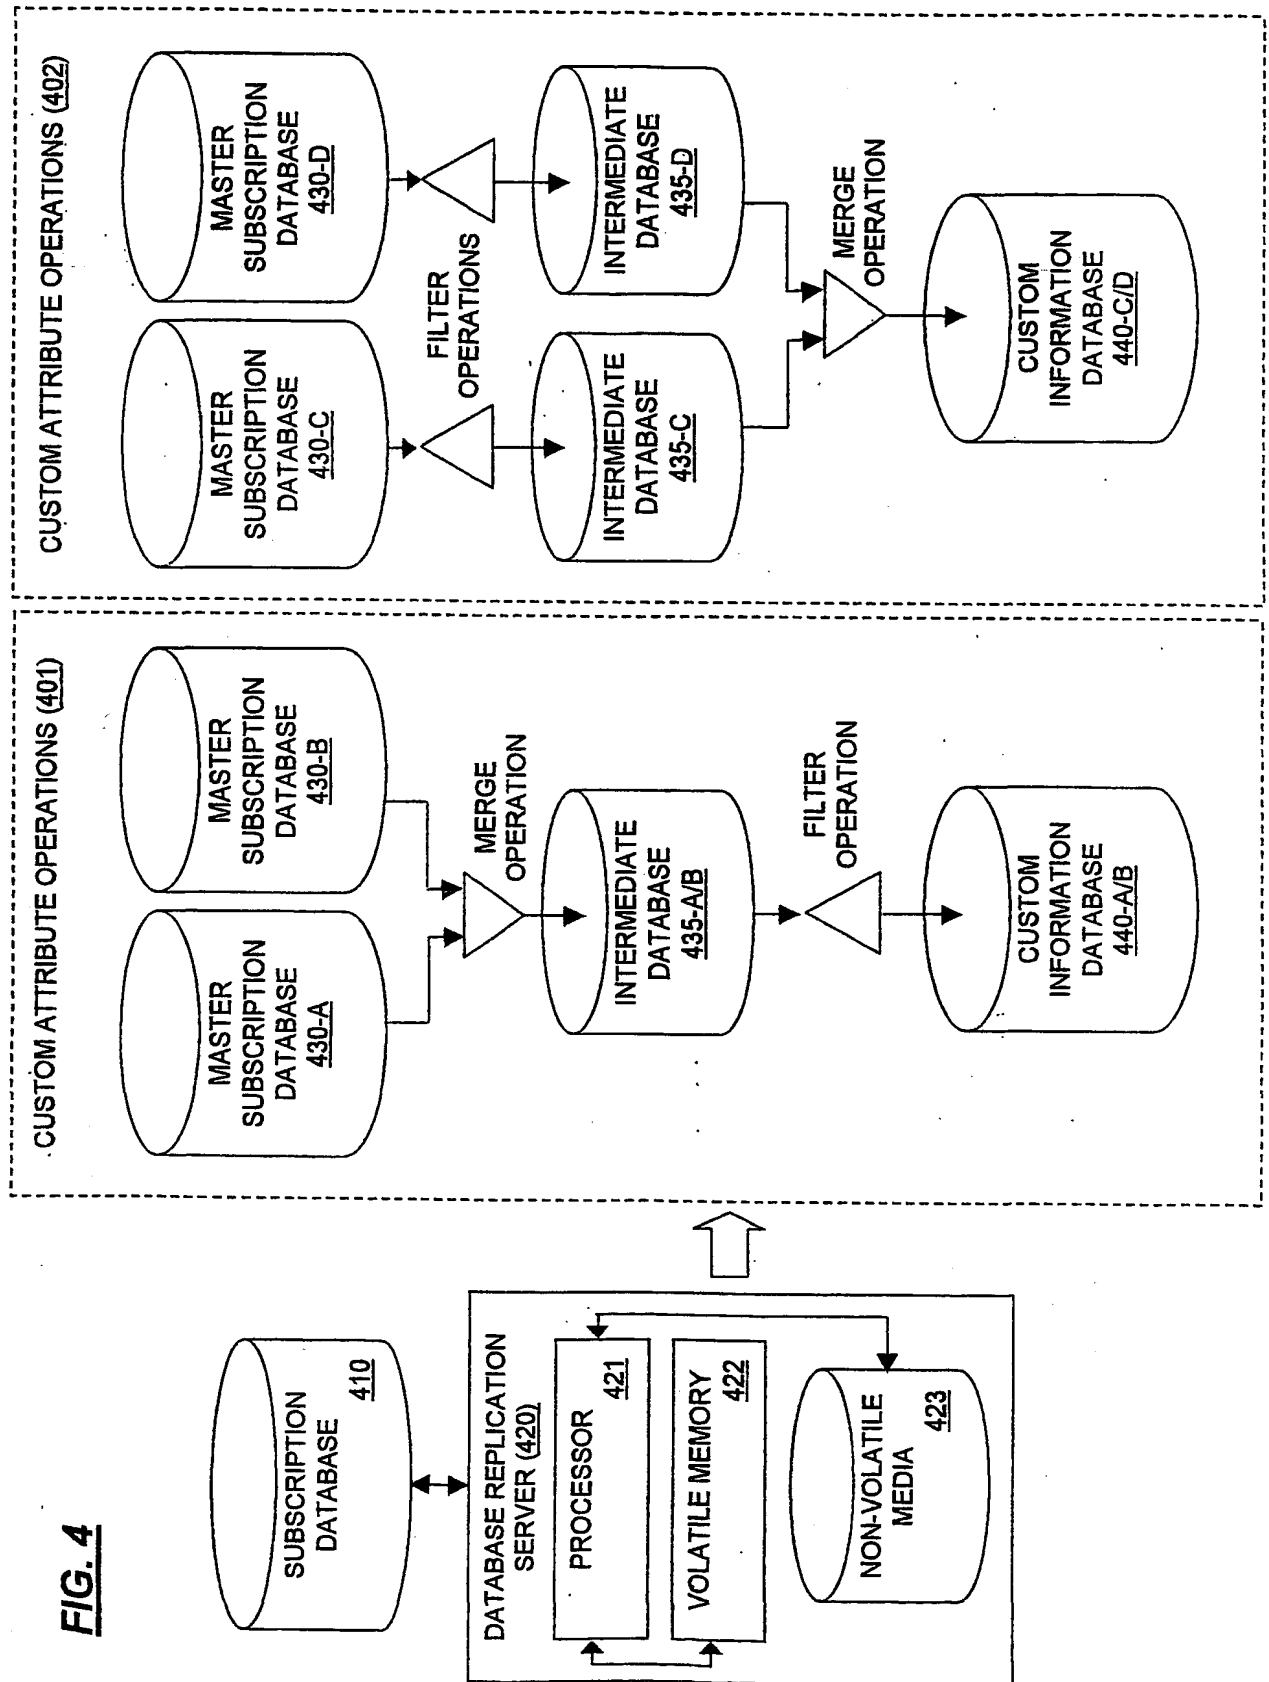 FIG. 4
SUBSCRIPTION
DATABASE
410
DATABASE REPLICATION
SERVER (420)
PROCESSOR
421
VOLATILE MEMORY
422
NON-VOLATILE
MEDIA
423
CUSTOM ATTRIBUTE OPERATIONS (401)
MASTER
SUBSCRIPTION
DATABASE
430-A
MASTER
SUBSCRIPTION
DATABASE
430-B
MERGE
OPERATION
INTERMEDIATE
DATABASE
435-A/B
FILTER
OPERATION
CUSTOM
INFORMATION
DATABASE
440-A/B
CUSTOM ATTRIBUTE OPERATIONS (402)
MASTER
SUBSCRIPTION
DATABASE
430-C
MASTER
SUBSCRIPTION
DATABASE
430-D
FILTER
OPERATIONS
INTERMEDIATE
DATABASE
435-C
INTERMEDIATE
DATABASE
435-D
MERGE
OPERATION
CUSTOM
INFORMATION
DATABASE
440-C/D